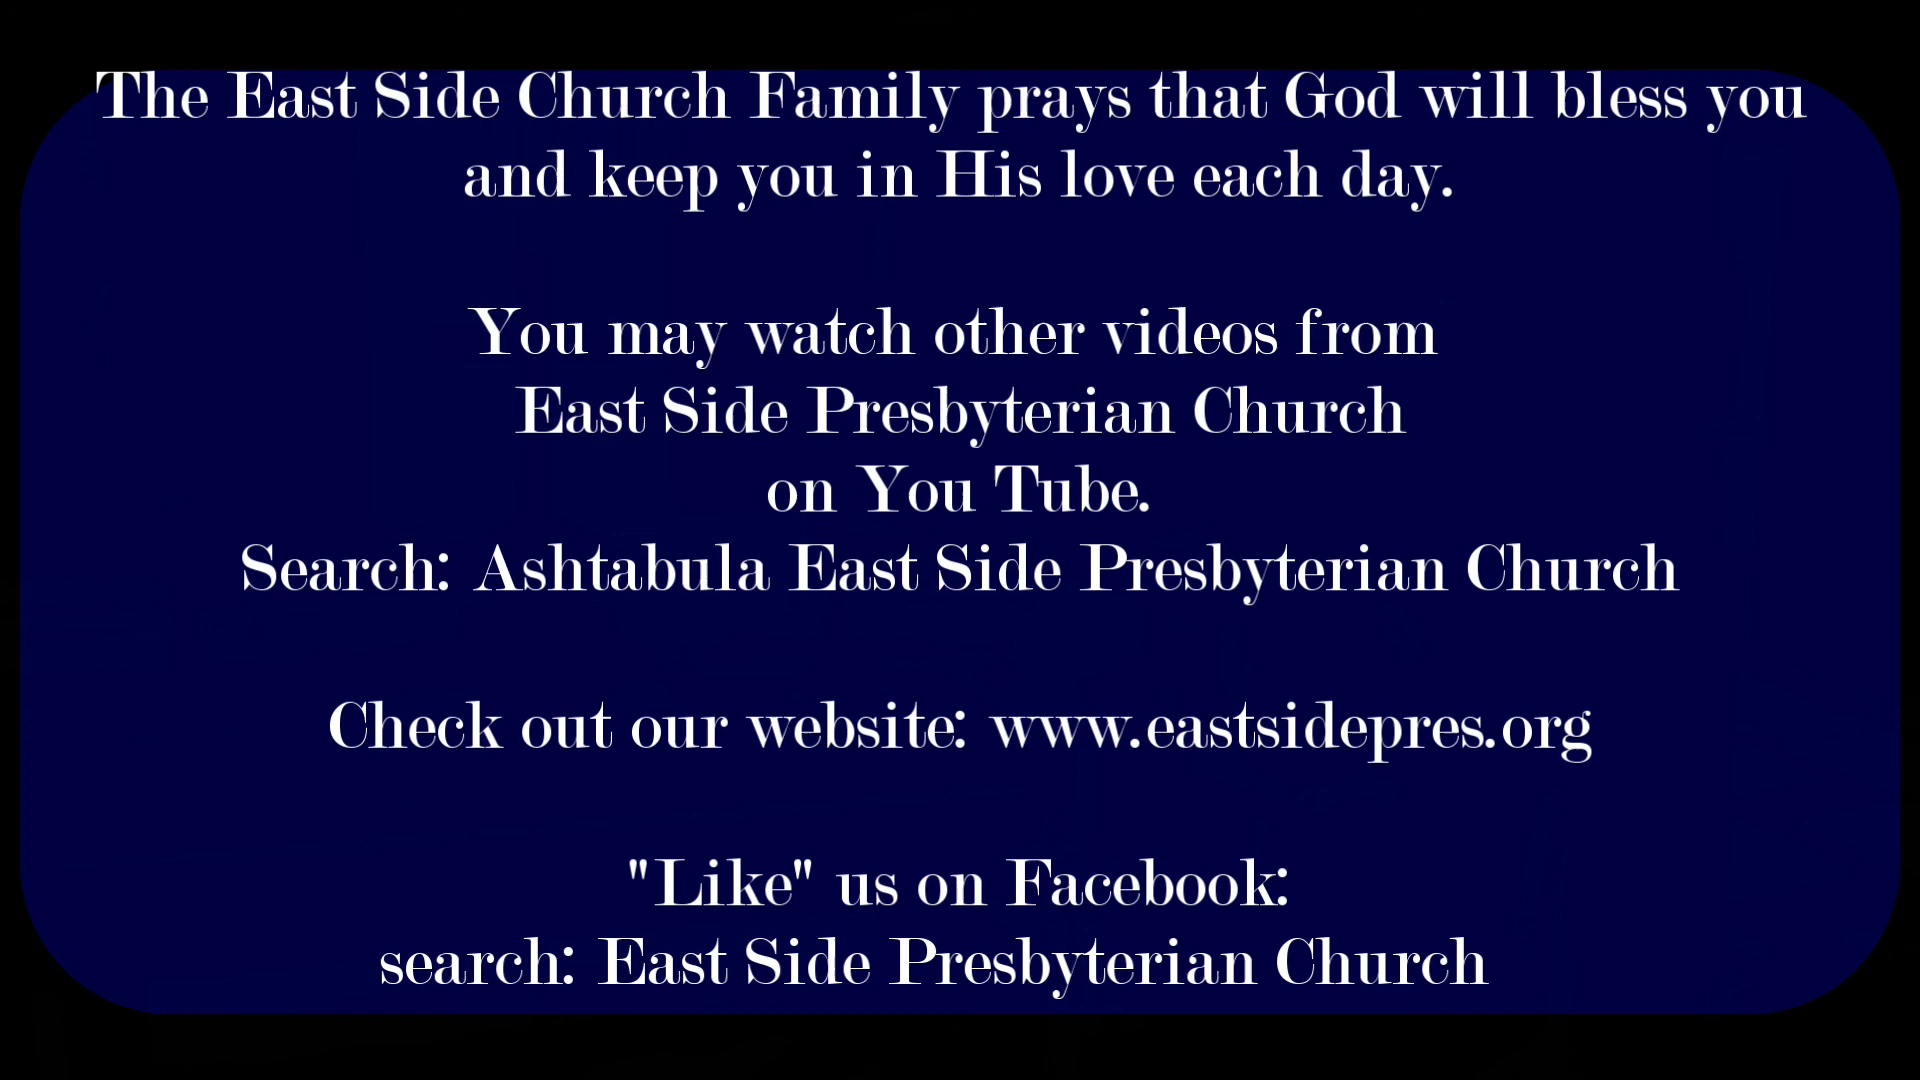 The East Side Church Family prays that God will bless you
and keep you in His love each day.
You may watch other videos from
East Side Presbyterian Church
on You Tube.
Search: Ashtabula East Side Presbyterian Church
Check out our website: www.eastsidepres.org
"Like" us on Facebook:
search: East Side Presbyterian Church